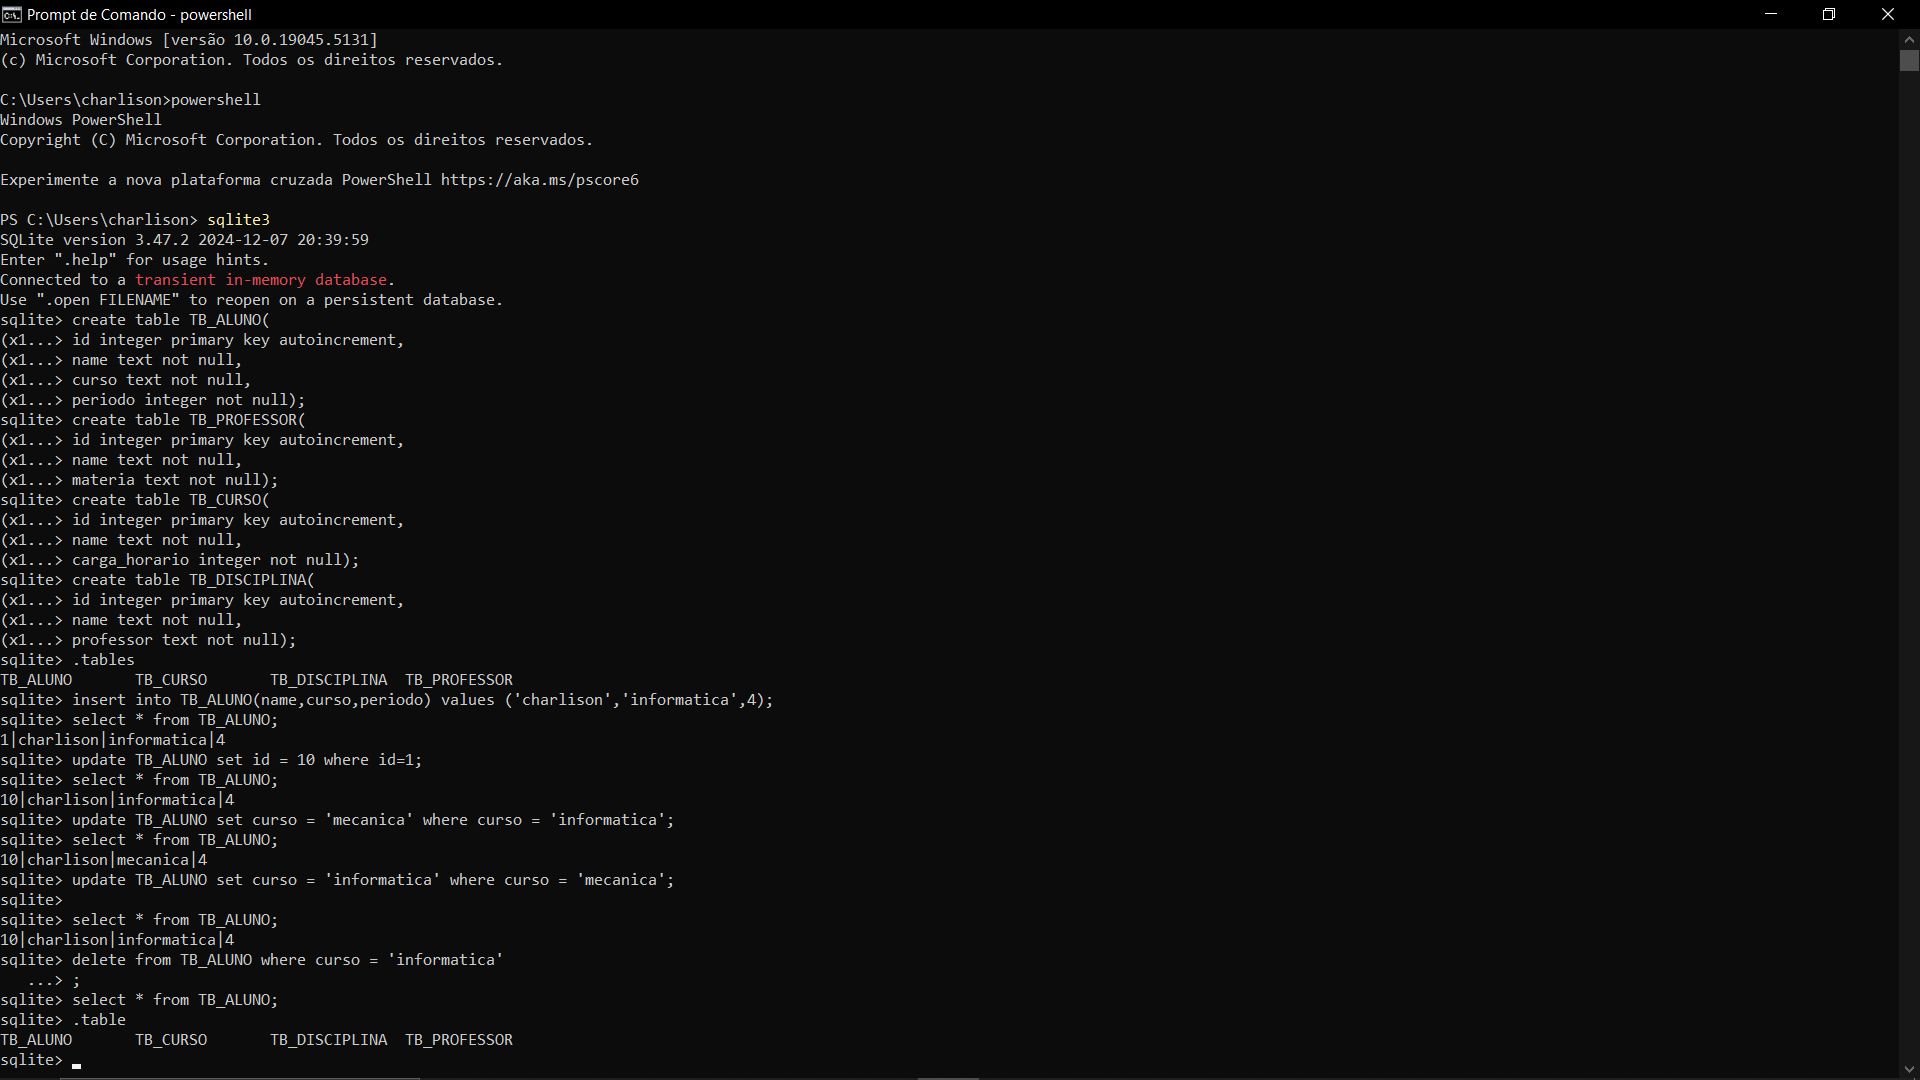 Prompt de Comando - powershell
Microsoft Windows [versão 10.0.19045.5131]
(c) Microsoft Corporation. Todos os direitos reservados.
C:\Users\charlison>powershell
Windows PowerShell
Copyright (C) Microsoft Corporation. Todos os direitos reservados.
Experimente a nova plataforma cruzada PowerShell https://aka.ms/pscore6
PS C:\Users\charlison> sqlite3
SQLite version 3.47.2 2024-12-07 20:39:59
Enter ".help" for usage hints.
Connected to a transient in-memory database.
Use ".open FILENAME" to reopen on a persistent database.
sqlite> create table TB_ALUNO(
(x1...> id integer primary key autoincrement,
(x1...> name text not null,
(x1...> curso text not null,
(x1...> periodo integer not null);
sqlite> create table TB_PROFESSOR(
(x1...> id integer primary key autoincrement,
(x1...> name text not null,
(x1...> materia text not null);
sqlite> create table TB_CURSO(
(x1...> id integer primary key autoincrement,
(x1...> name text not null,
(x1...> carga_horario integer not null);
sqlite> create table TB_DISCIPLINA(
(x1...> id integer primary key autoincrement,
(x1...> name text not null,
(x1...> professor text not null);
sqlite> .tables
TB_ALUNO       TB_CURSO       TB_DISCIPLINA  TB_PROFESSOR
sqlite> insert into TB_ALUNO(name,curso,periodo) values ('charlison','informatica',4);
sqlite> select * from TB_ALUNO;
1|charlison|informatica|4
sqlite> update TB_ALUNO set id = 10 where id=1;
sqlite> select * from TB_ALUNO;
10|charlison|informatica|4
sqlite> update TB_ALUNO set curso = 'mecanica' where curso = 'informatica';
sqlite> select * from TB_ALUNO;
10|charlison|mecanica|4
sqlite> update TB_ALUNO set curso = 'informatica' where curso = 'mecanica';
sqlite>
sqlite> select * from TB_ALUNO;
10|charlison|informatica|4
sqlite> delete from TB_ALUNO where curso = 'informatica'
   ...> ;
sqlite> select * from TB_ALUNO;
sqlite> .table
TB_ALUNO       TB_CURSO       TB_DISCIPLINA  TB_PROFESSOR
sqlite>